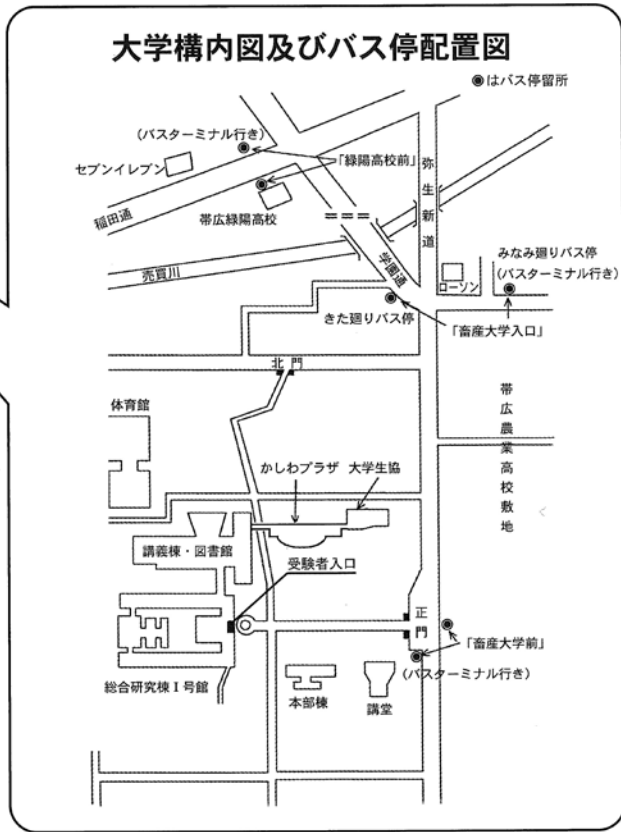 大学構内図及びバス停配置図
◉はバス停留所
(バスターミナル行き)
セブンイレブン
「緑陽高校前」
弥生新道
稲田通
帯広緑陽高校
学園通
売買川
みなみ廻りバス停
(バスターミナル行き)
ローソン
きた廻りバス停
「畜産大学入口」
北門
体育館
帯広農業高校敷地
かしわプラザ
大学生協
講義棟・図書館
受験者入口
正門
「畜産大学前」
(バスターミナル行き)
総合研究棟Ⅰ号館
本部棟
講堂